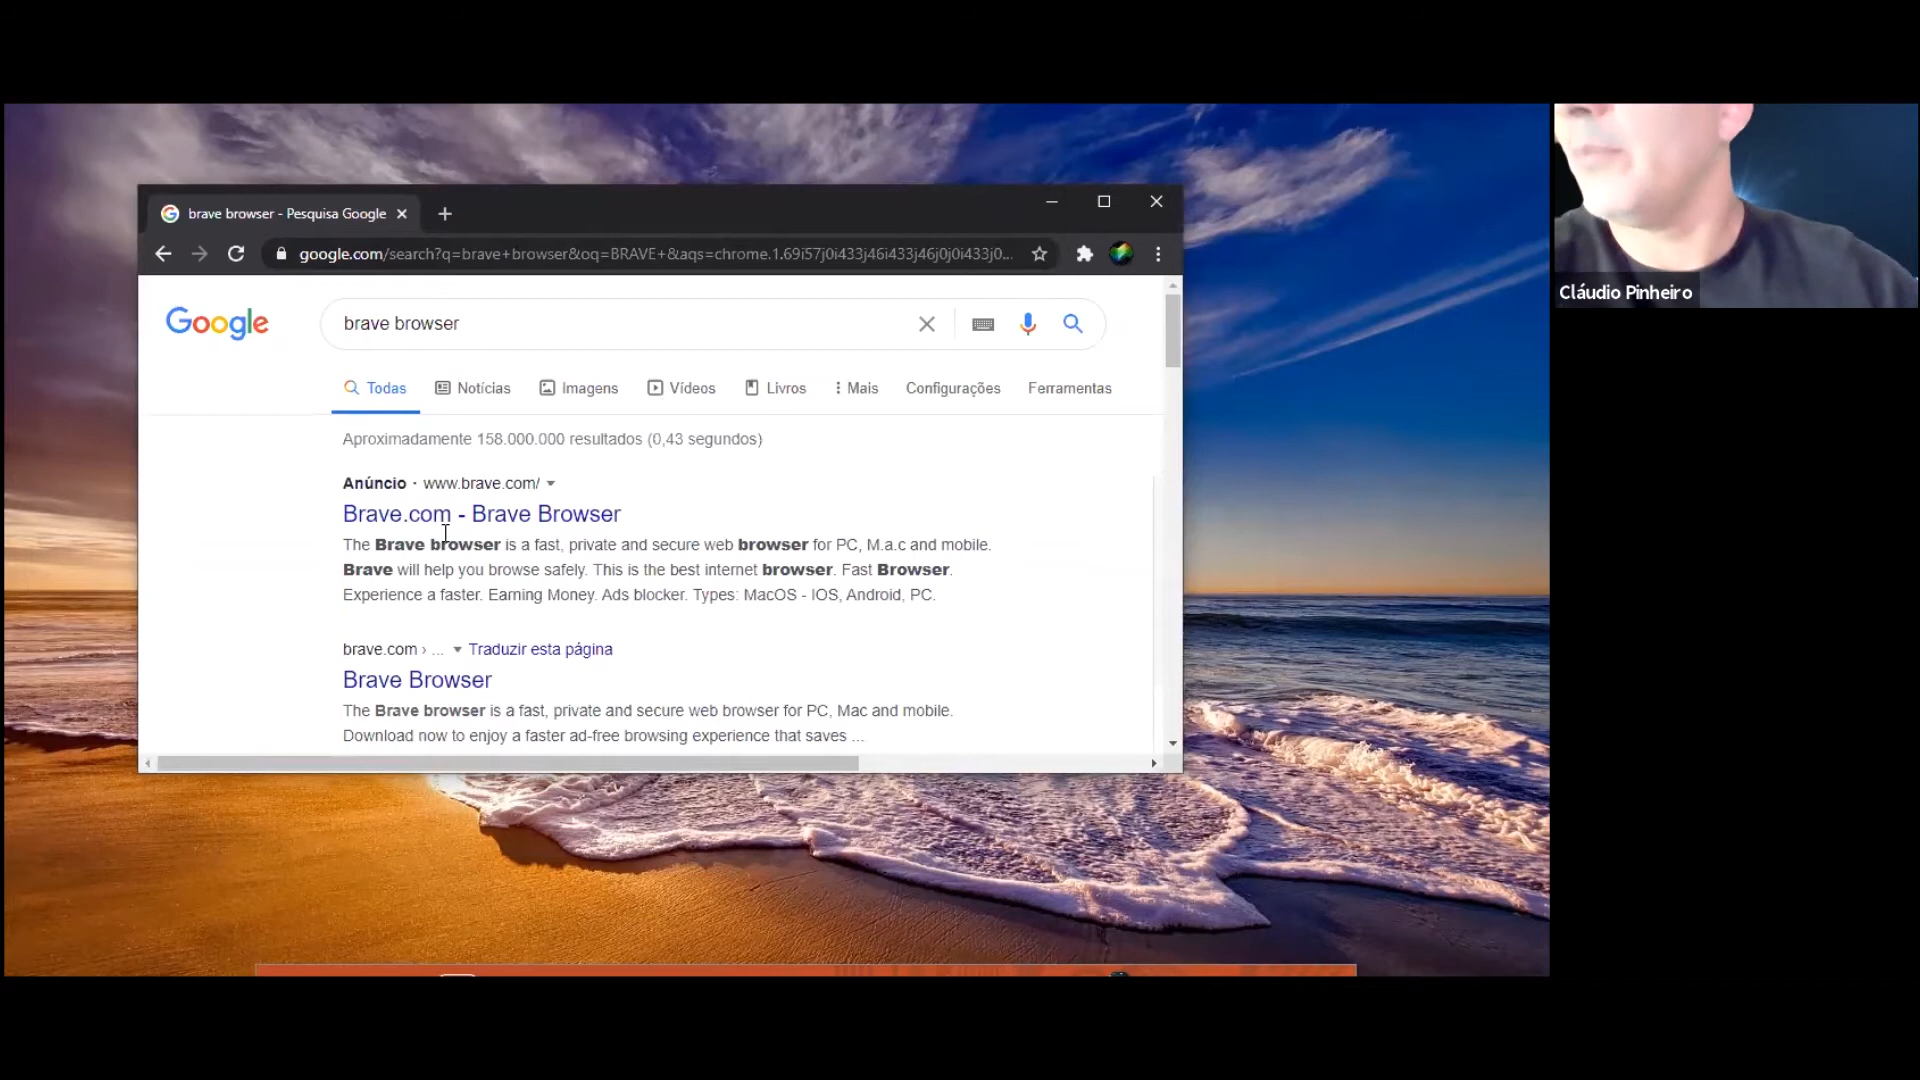 brave browser - Pesquisa Google
google.com/search?q=brave+browser&oq=BRAVE+&aqs=chrome.1.69i57j0i433j46i433j46j0j0i433j0...
Google
brave browser
Todas Notícias Imagens Vídeos Livros Mais Configurações Ferramentas
Aproximadamente 158.000.000 resultados (0,43 segundos)
Anúncio · www.brave.com/
Brave.com - Brave Browser
The Brave browser is a fast, private and secure web browser for PC, M.a.c and mobile.
Brave will help you browse safely. This is the best internet browser. Fast Browser.
Experience a faster. Earning Money. Ads blocker. Types: MacOS - IOS, Android, PC.
brave.com › ... Traduzir esta página
Brave Browser
The Brave browser is a fast, private and secure web browser for PC, Mac and mobile.
Download now to enjoy a faster ad-free browsing experience that saves ...
Cláudio Pinheiro